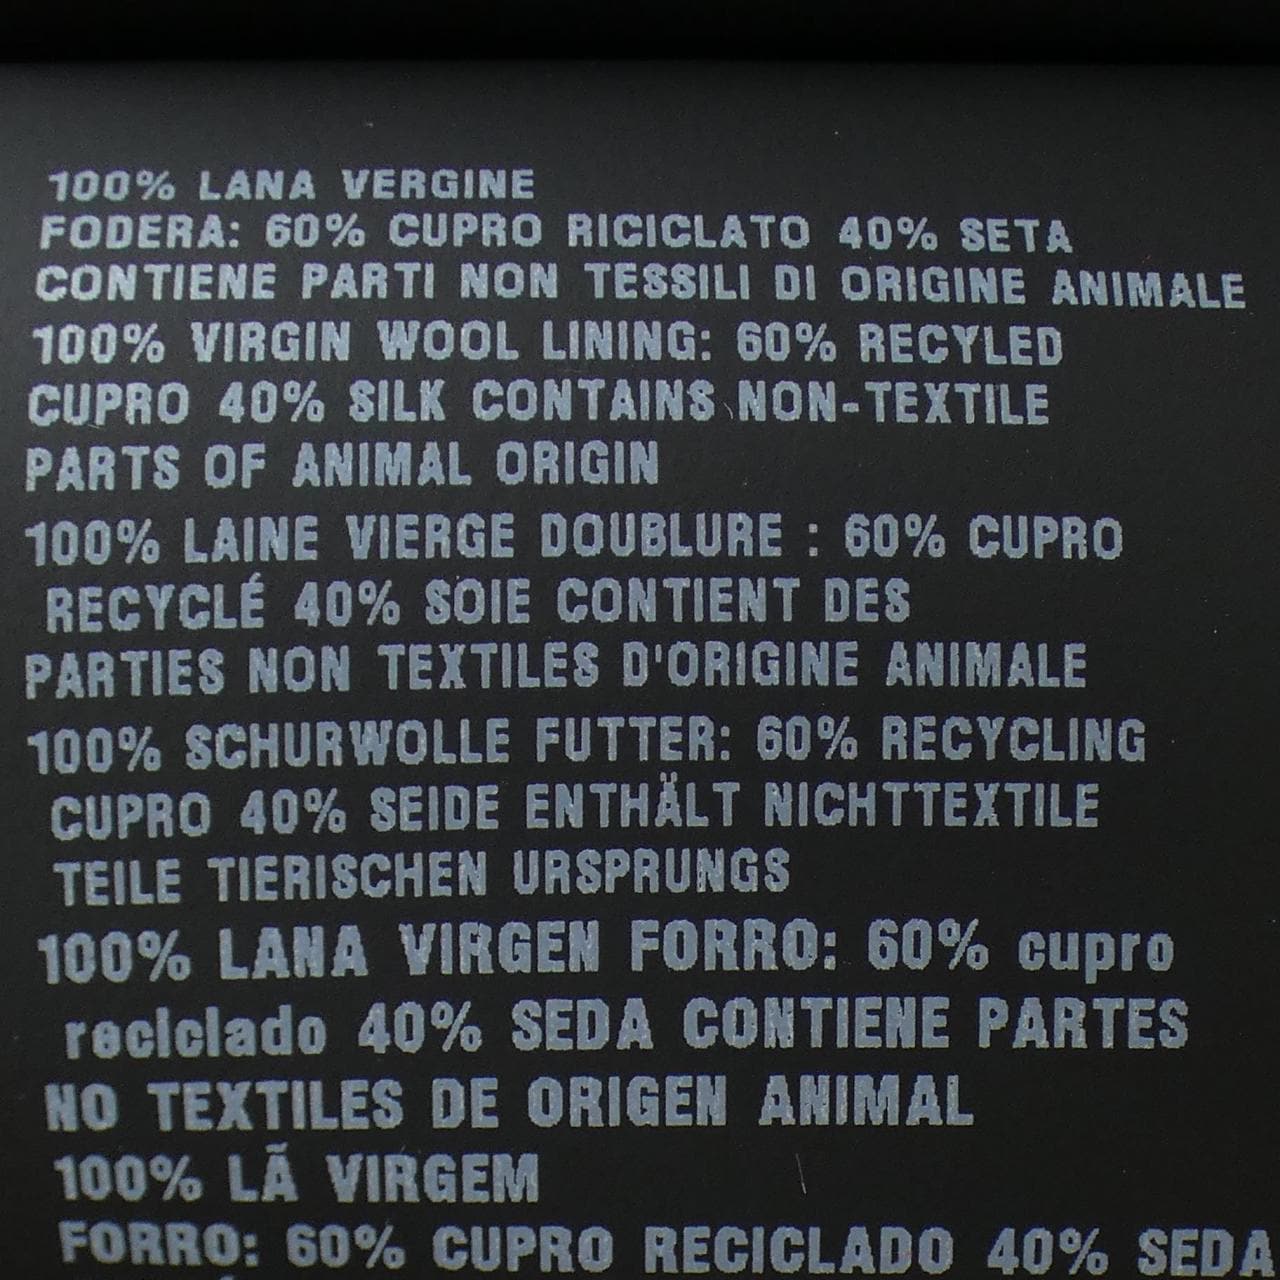 100% LANA VERGINE
FODERA: 60% CUPRO RICICLATO 40% SETA
CONTIENE PARTI NON TESSILI DI ORIGINE ANIMALE
100% VIRGIN WOOL LINING: 60% RECYLED
CUPRO 40% SILK CONTAINS NON-TEXTILE
PARTS OF ANIMAL ORIGIN
100% LAINE VIERGE DOUBLURE : 60% CUPRO
RECYCLÉ 40% SOIE CONTIENT DES
PARTIES NON TEXTILES D'ORIGINE ANIMALE
100% SCHURWOLLE FUTTER: 60% RECYCLING
CUPRO 40% SEIDE ENTHÄLT NICHTTEXTILE
TEILE TIERISCHEN URSPRUNGS
100% LANA VIRGEN FORRO: 60% cupro
reciclado 40% SEDA CONTIENE PARTES
NO TEXTILES DE ORIGEN ANIMAL
100% LÃ VIRGEM
FORRO: 60% CUPRO RECICLADO 40% SEDA